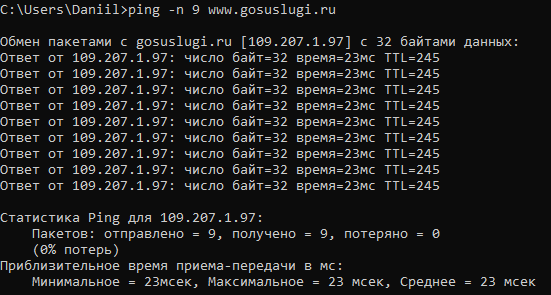 C:\Users\Daniil>ping -n 9 www.gosuslugi.ru
Обмен пакетами с gosuslugi.ru [109.207.1.97] с 32 байтами данных:
Ответ от 109.207.1.97: число байт=32 время=23мс TTL=245
Ответ от 109.207.1.97: число байт=32 время=23мс TTL=245
Ответ от 109.207.1.97: число байт=32 время=23мс TTL=245
Ответ от 109.207.1.97: число байт=32 время=23мс TTL=245
Ответ от 109.207.1.97: число байт=32 время=23мс TTL=245
Ответ от 109.207.1.97: число байт=32 время=23мс TTL=245
Ответ от 109.207.1.97: число байт=32 время=23мс TTL=245
Ответ от 109.207.1.97: число байт=32 время=23мс TTL=245
Ответ от 109.207.1.97: число байт=32 время=23мс TTL=245
Статистика Ping для 109.207.1.97:
Пакетов: отправлено = 9, получено = 9, потеряно = 0
(0% потерь)
Приблизительное время приема-передачи в мс:
Минимальное = 23мсек, Максимальное = 23 мсек, Среднее = 23 мсек